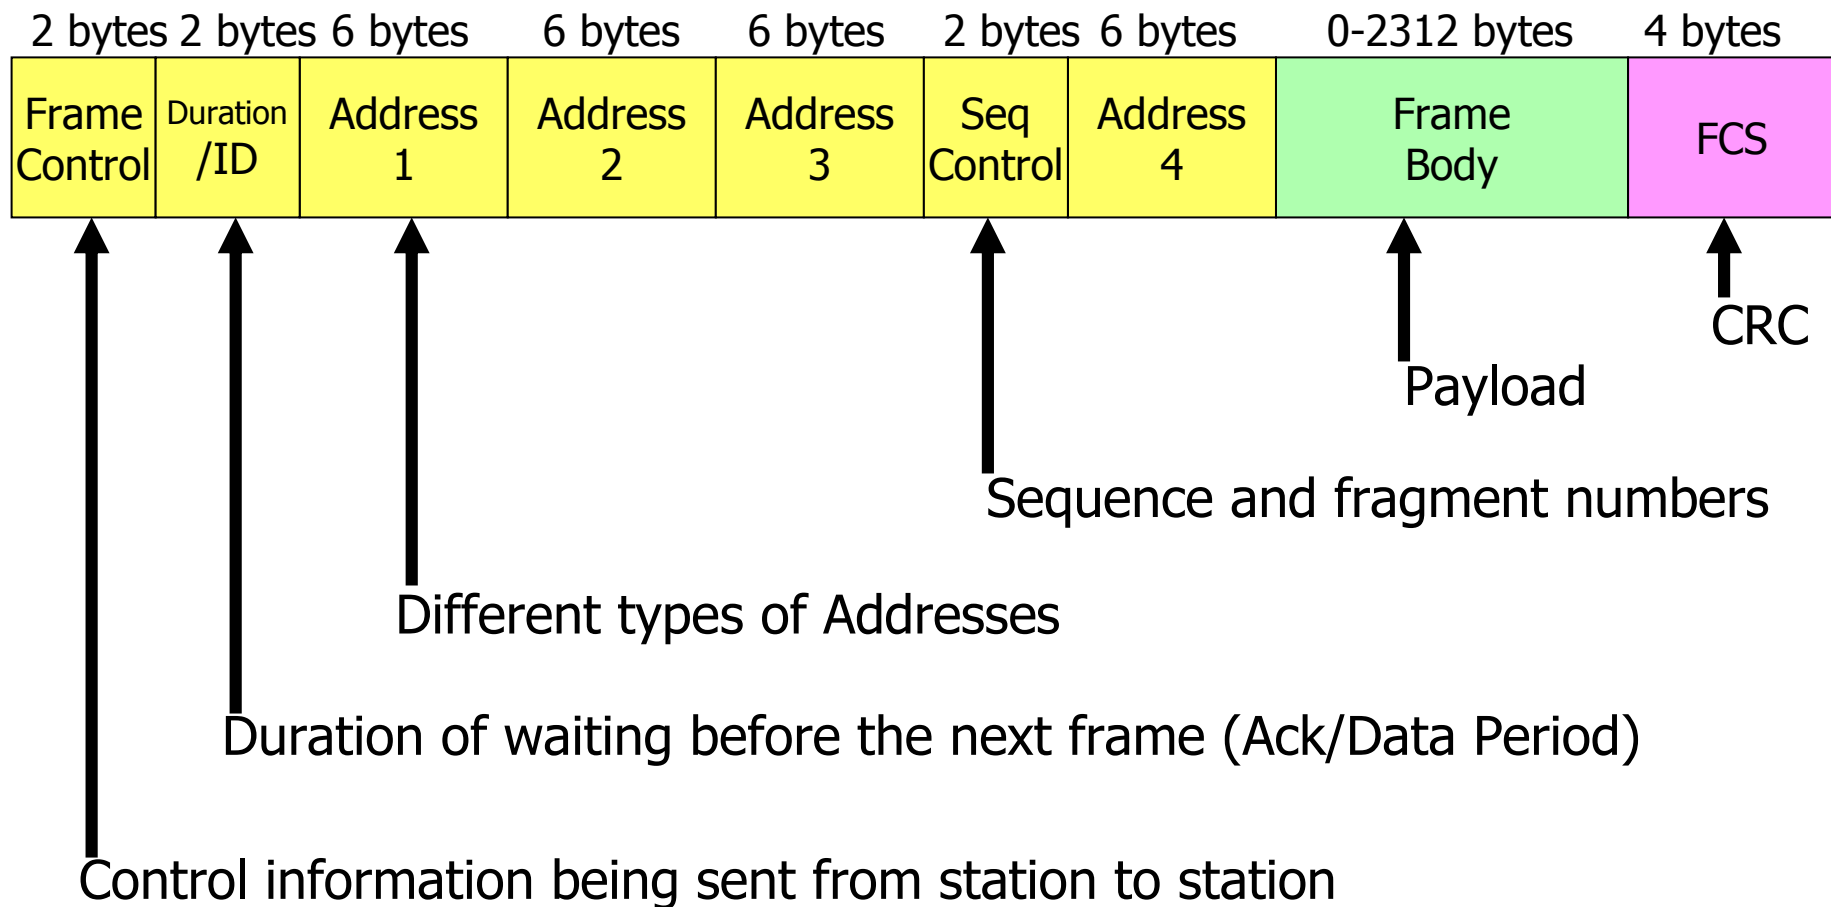 2 bytes 2 bytes 6 bytes 6 bytes 6 bytes 2 bytes 6 bytes 0-2312 bytes 4 bytes
Frame
Control
Duration
/ID
Address
1
Address
2
Address
3
Seq
Control
Address
4
Frame
Body
FCS
CRC
Payload
Sequence and fragment numbers
Different types of Addresses
Duration of waiting before the next frame (Ack/Data Period)
Control information being sent from station to station